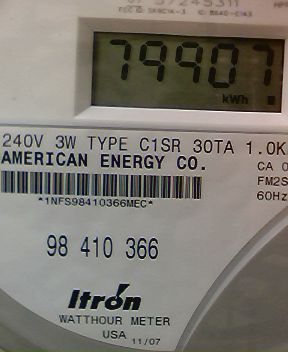 79907
kWh
240V 3W TYPE C1SR 30TA 1.0K
AMERICAN ENERGY CO.
CA 0
*1NFS98410366MEC*
FM2S
60Hz
98 410 366
Itron
WATTHOUR METER
USA 11/07